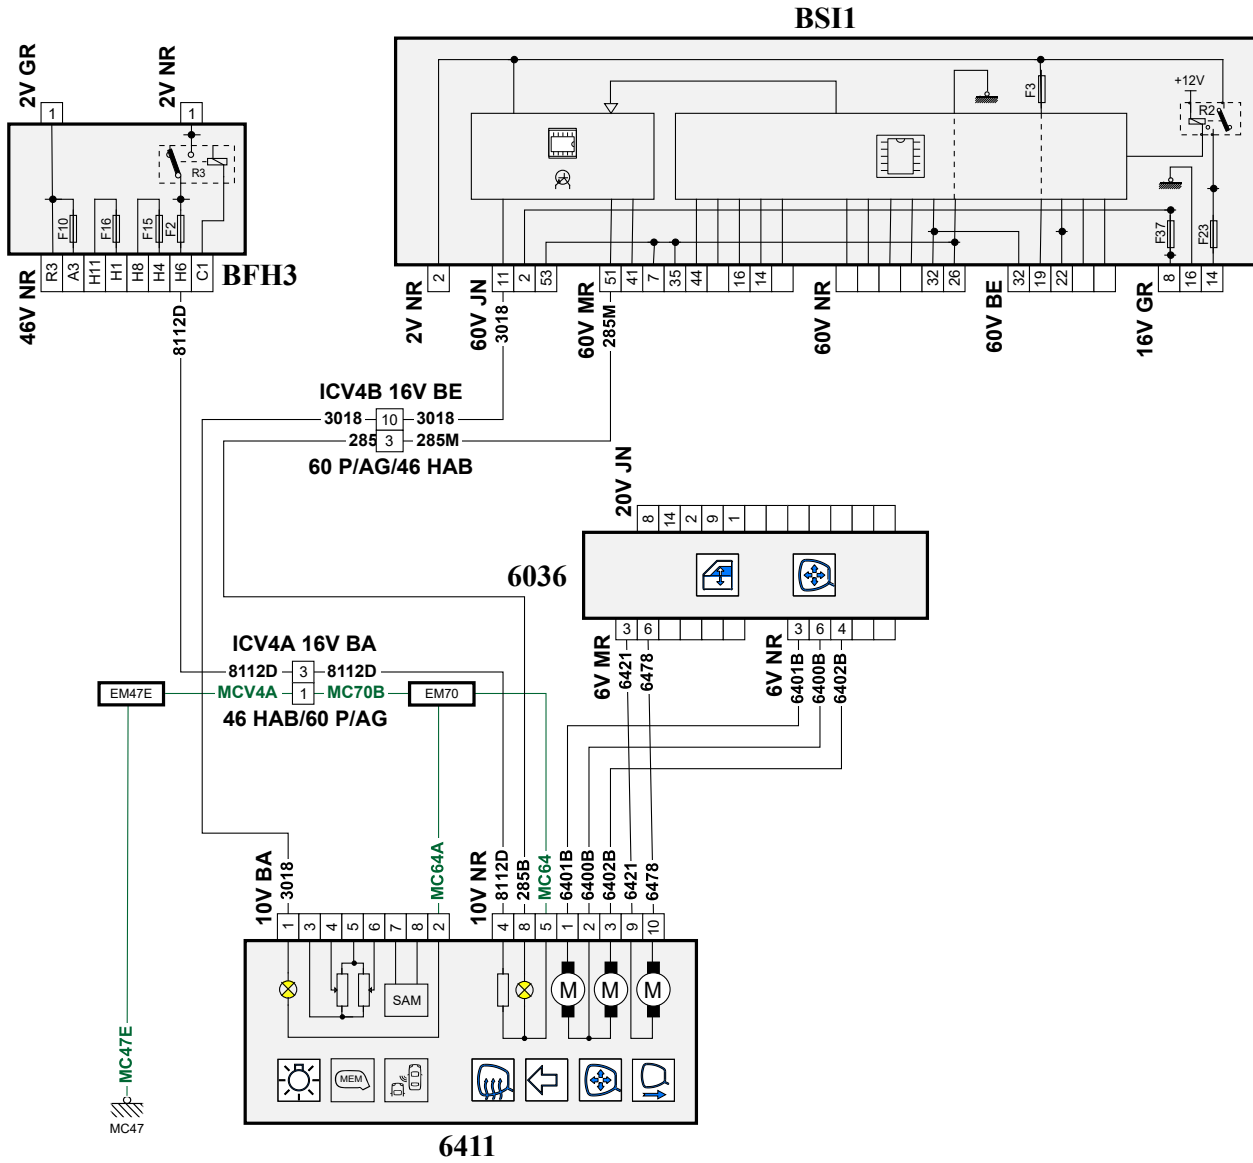 BSI1
2V GR
2V NR
1
1
R3
F10
F16
F15
F2
R3
A3
H11
H1
H8
H4
H6
C1
46V NR
BFH3
8112D
F3
+12V
R2
F37
F23
2
11
2
53
51
41
7
35
44
16
14
32
26
32
19
22
8
16
14
2V NR
60V JN
60V MR
60V NR
60V BE
16V GR
3018
285M
ICV4B 16V BE
3018
10
3018
285
3
285M
60 P/AG/46 HAB
20V JN
8
14
2
9
1
6036
3
6
3
6
4
6V MR
6421
6478
6V NR
6401B
6400B
6402B
ICV4A 16V BA
8112D
3
8112D
EM47E
MCV4A
1
MC70B
EM70
46 HAB/60 P/AG
10V BA
3018
MC64A
10V NR
8112D
285B
MC64
6401B
6400B
6402B
6421
6478
1
3
4
5
6
7
8
2
4
8
5
1
2
3
9
10
SAM
M
M
M
MEM
MC47E
MC47
6411